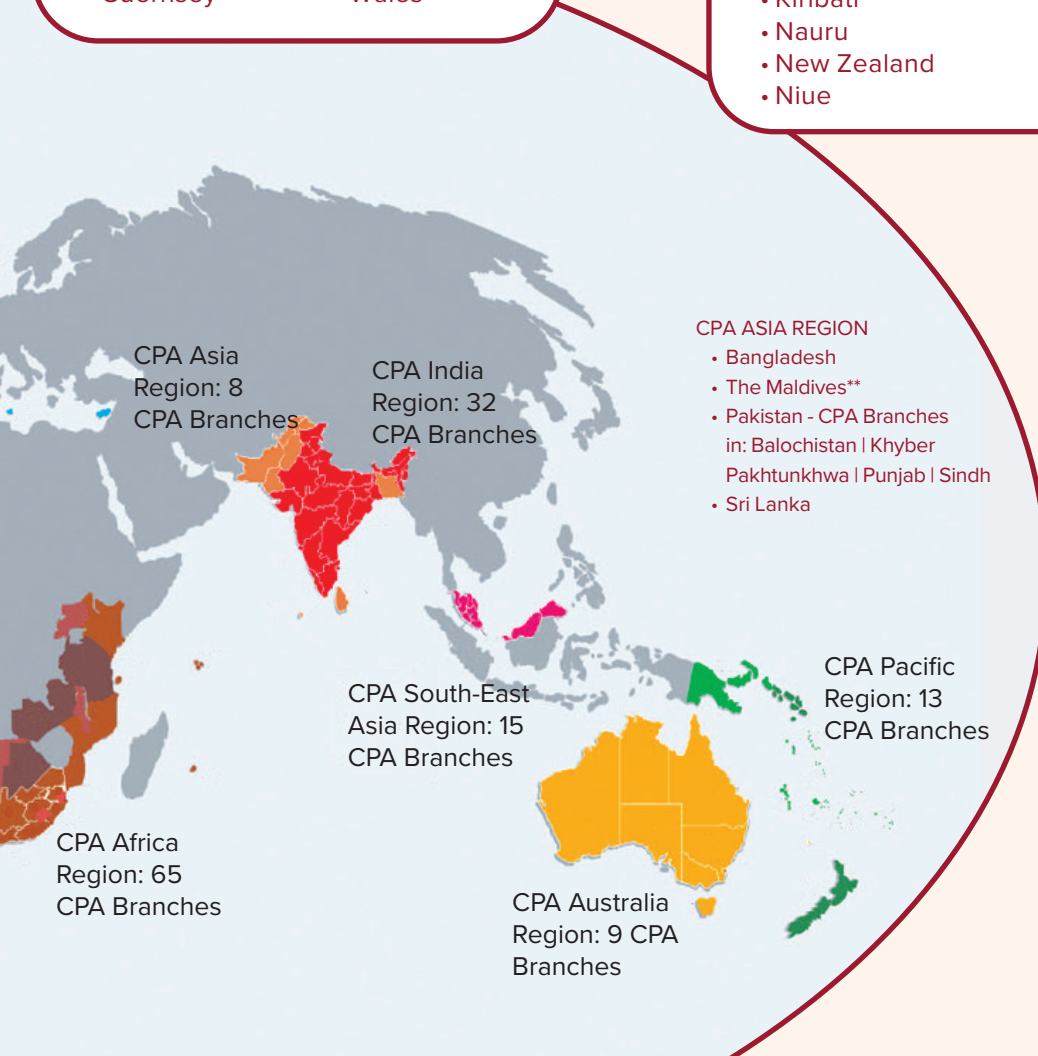 Guernsey
Wales
• Kiribati
• Nauru
• New Zealand
• Niue
CPA ASIA REGION
• Bangladesh
• The Maldives**
• Pakistan - CPA Branches
in: Balochistan | Khyber
Pakhtunkhwa | Punjab | Sindh
• Sri Lanka
CPA Asia
Region: 8
CPA Branches
CPA India
Region: 32
CPA Branches
CPA South-East
Asia Region: 15
CPA Branches
CPA Pacific
Region: 13
CPA Branches
CPA Africa
Region: 65
CPA Branches
CPA Australia
Region: 9 CPA
Branches